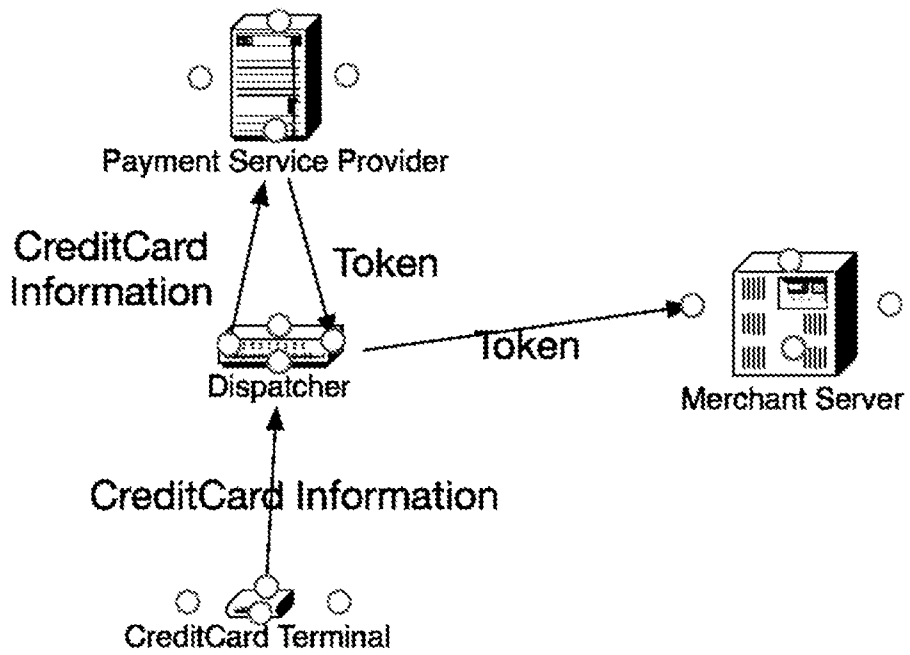 Payment Service Provider
CreditCard
Information
Token
Token
Dispatcher
Merchant Server
CreditCard Information
CreditCard Terminal